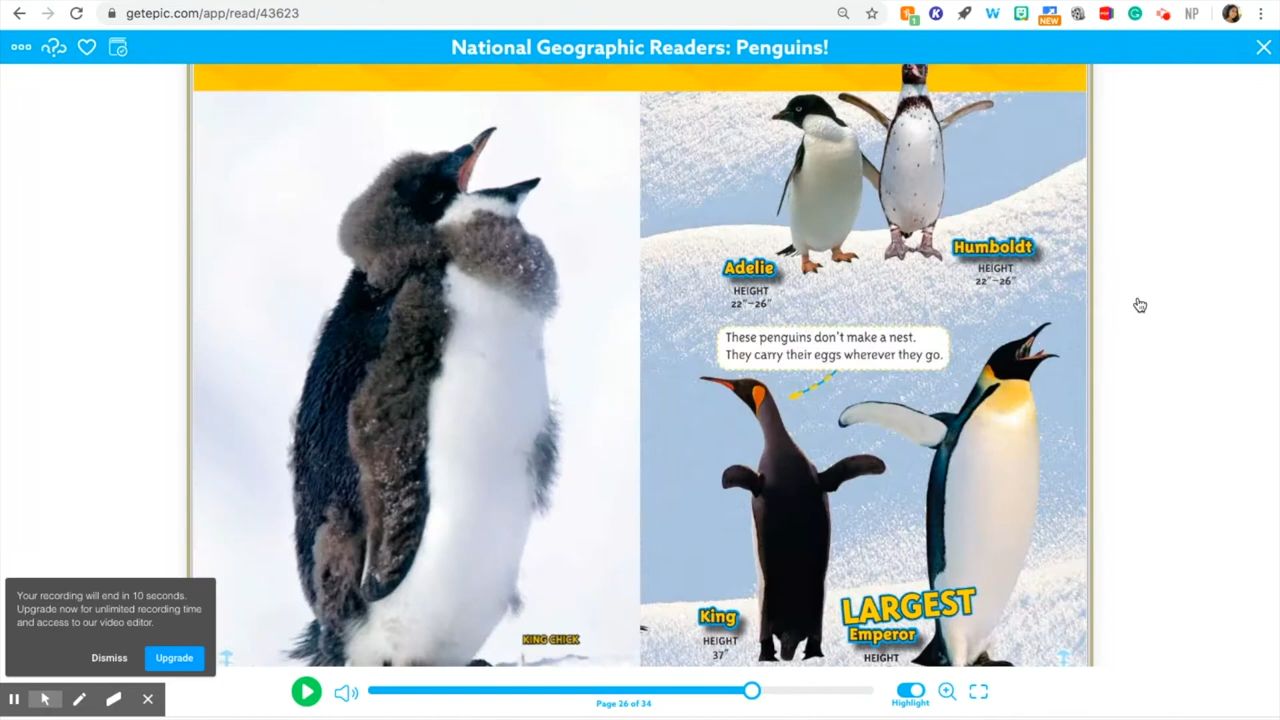 getepic.com/app/read/43623
1
NEW
NP
National Geographic Readers: Penguins!
Adelie
HEIGHT
22"–26"
Humboldt
HEIGHT
22"–26"
These penguins don't make a nest.
They carry their eggs wherever they go.
King
HEIGHT
37"
LARGEST
Emperor
HEIGHT
KING CHICK
Your recording will end in 10 seconds.
Upgrade now for unlimited recording time
and access to our video editor.
Dismiss
Upgrade
Page 26 of 34
Highlight